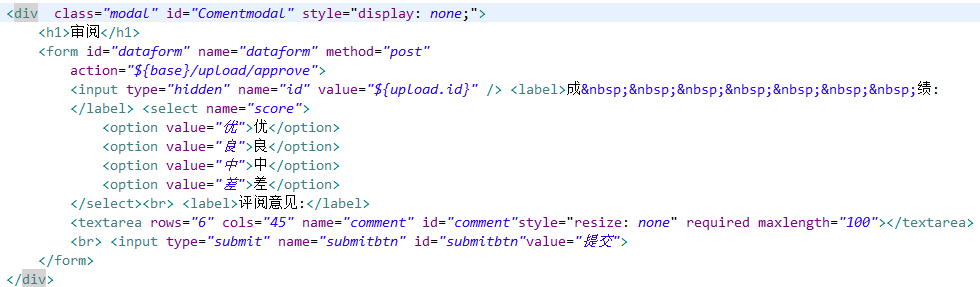 <div  class="modal" id="Comentmodal" style="display: none;">
<h1>审阅</h1>
<form id="dataform" name="dataform" method="post"
action="${base}/upload/approve">
<input type="hidden" name="id" value="${upload.id}" /> <label>成&nbsp;&nbsp;&nbsp;&nbsp;&nbsp;&nbsp;&nbsp;绩:
</label> <select name="score">
<option value="优">优</option>
<option value="良">良</option>
<option value="中">中</option>
<option value="差">差</option>
</select><br> <label>评阅意见:</label>
<textarea rows="6" cols="45" name="comment" id="comment"style="resize: none" required maxlength="100"></textarea>
<br> <input type="submit" name="submitbtn" id="submitbtn"value="提交">
</form>
</div>